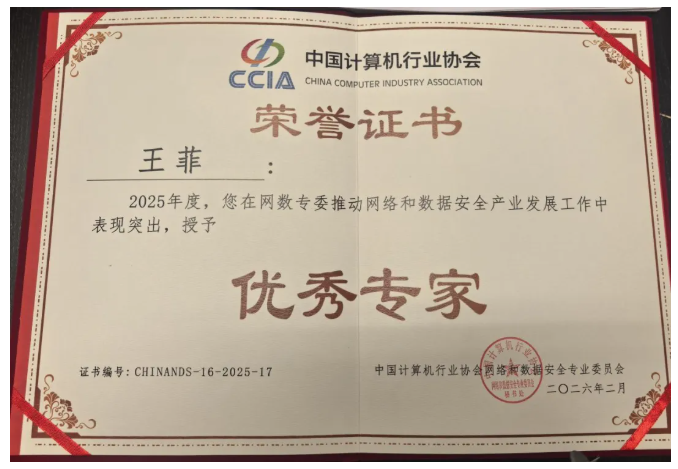 CCIA 中国计算机行业协会
CHINA COMPUTER INDUSTRY ASSOCIATION
荣誉证书
王菲:
2025年度，您在网数专委推动网络和数据安全产业发展工作中
表现突出，授予
优秀专家
证书编号: CHINANDS-16-2025-17
中国计算机行业协会网络和数据安全专业委员会
二〇二六年二月